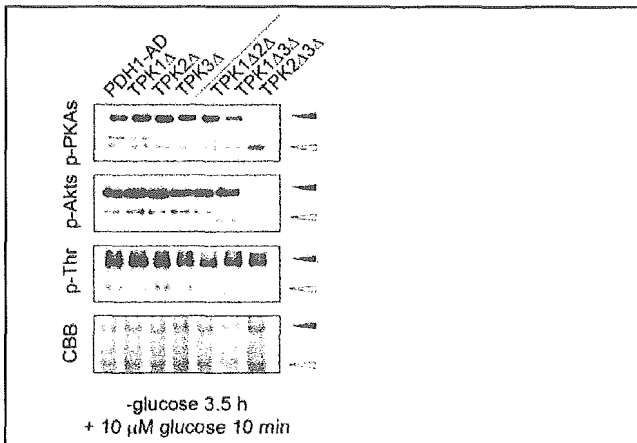 PDH1-AD
TPK1Δ
TPK2Δ
TPK3Δ
TPK1Δ2Δ
TPK1Δ3Δ
TPK2Δ3Δ
p-PKAs
p-Akts
p-Thr
CBB
-glucose 3.5 h
+ 10 µM glucose 10 min